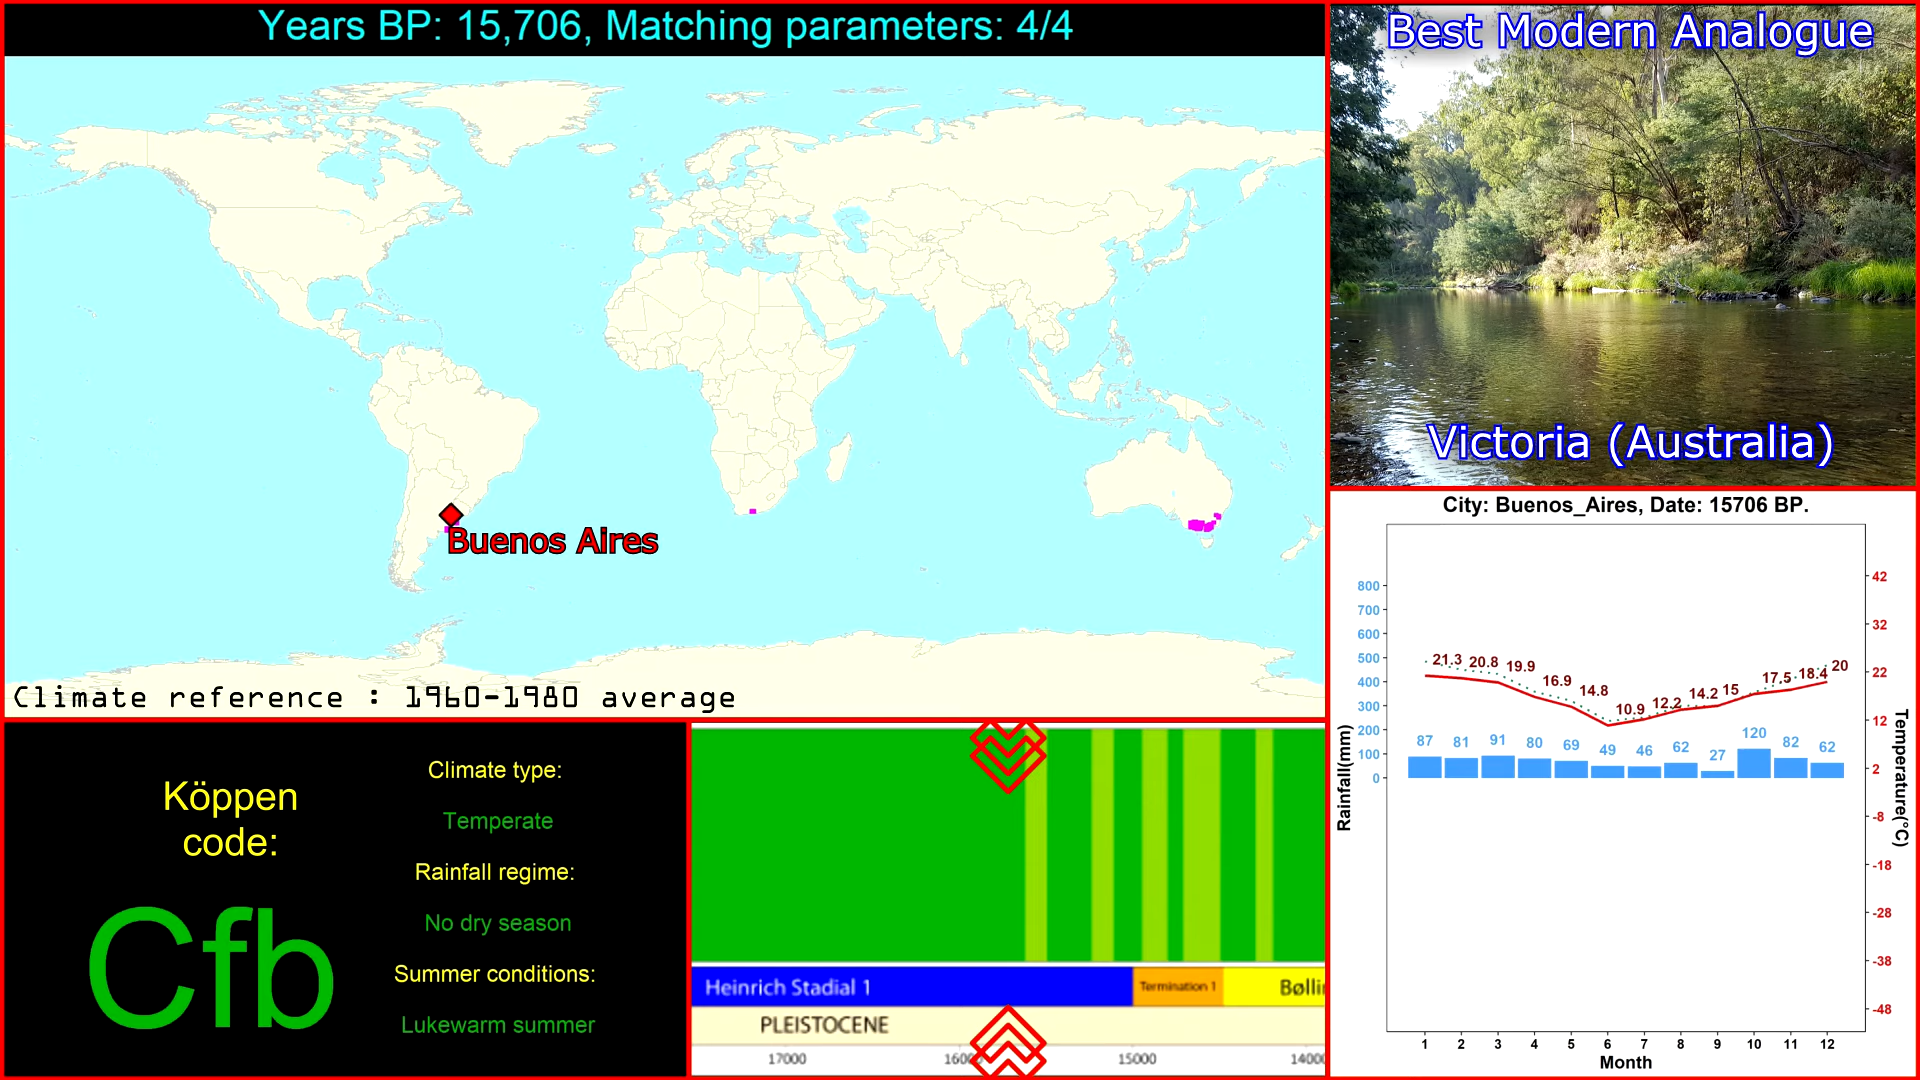 Years BP: 15,706, Matching parameters: 4/4
Buenos Aires
Climate reference : 1960-1980 average
Best Modern Analogue
Victoria (Australia)
Köppen
code:
Cfb
Climate type:
Temperate
Rainfall regime:
No dry season
Summer conditions:
Lukewarm summer
Heinrich Stadial 1
Termination 1
Bølli
PLEISTOCENE
17000
15000
City: Buenos_Aires, Date: 15706 BP.
Rainfall(mm)
800
700
600
500
400
300
200
100
0
21.3 20.8 19.9 16.9 14.8 10.9 12.2 14.2 15 17.5 18.4 20
87 81 91 80 69 49 46 62 27 120 82 62
42
32
22
12
2
-8
-18
-28
-38
-48
Temperature(°C)
1 2 3 4 5 6 7 8 9 10 11 12
Month